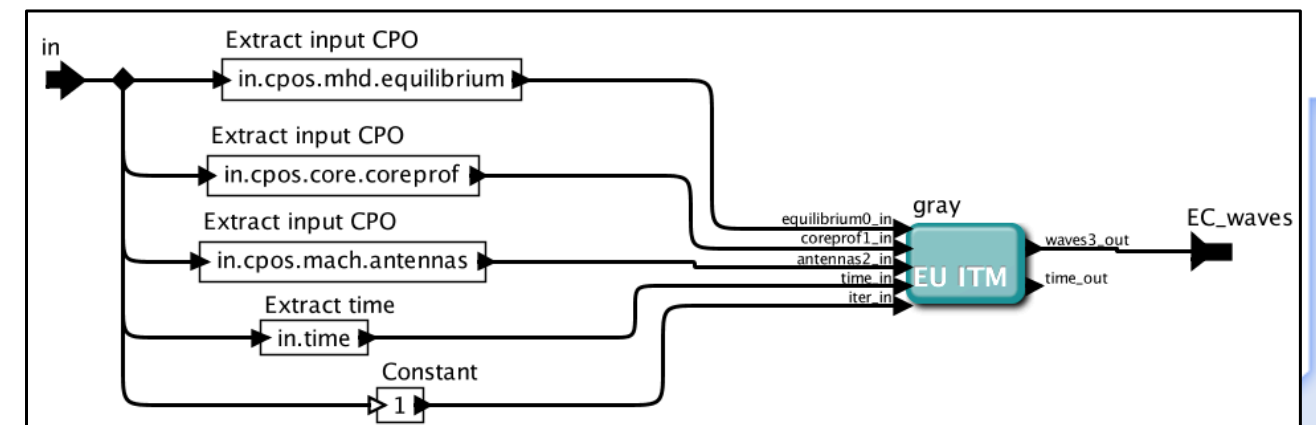 in
Extract input CPO
in.cpos.mhd.equilibrium
Extract input CPO
in.cpos.core.coreprof
Extract input CPO
in.cpos.mach.antennas
Extract time
in.time
Constant
1
equilibrium0_in
coreprof1_in
antennas2_in
time_in
iter_in
gray
EU ITM
waves3_out
time_out
EC_waves